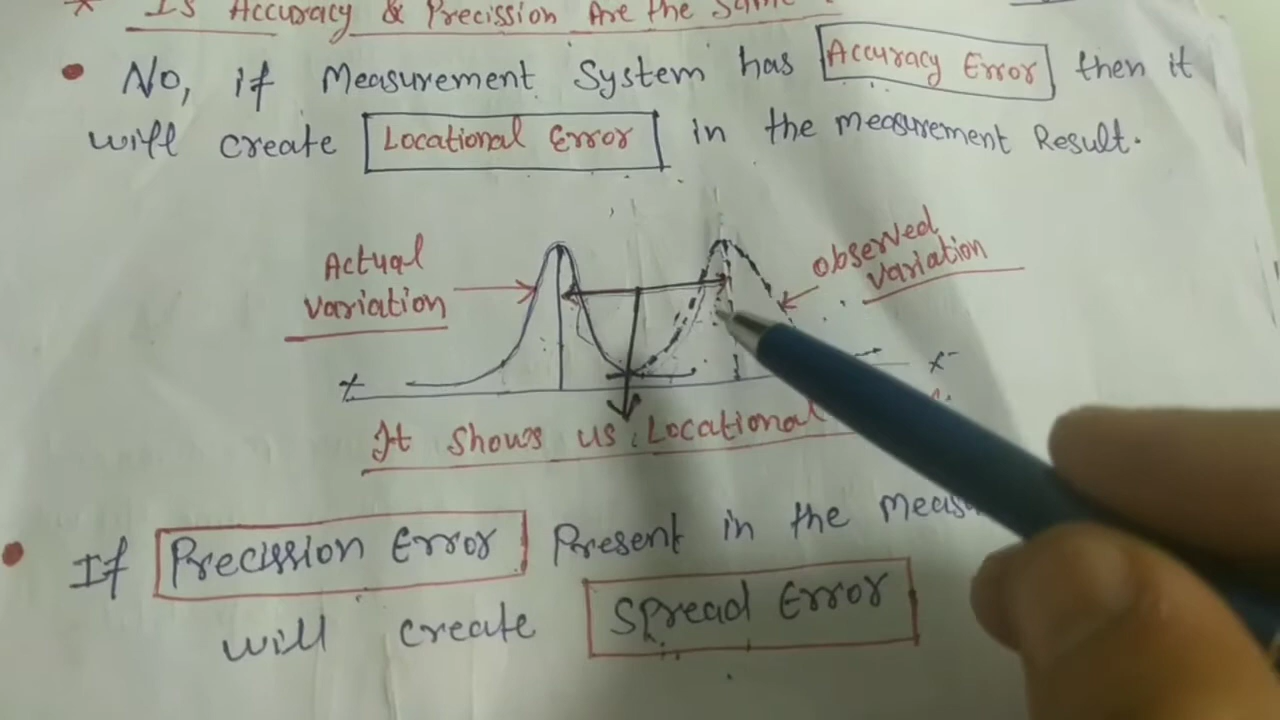 * Is Accuracy & Precission Are the Same
• No, if Measurement System has Accuracy Error then it
will create Locational Error in the measurement Result.
Actual
variation
observed
variation
x
x-
It shows us Locational
• If Precission Error Present in the
will create Spread Error